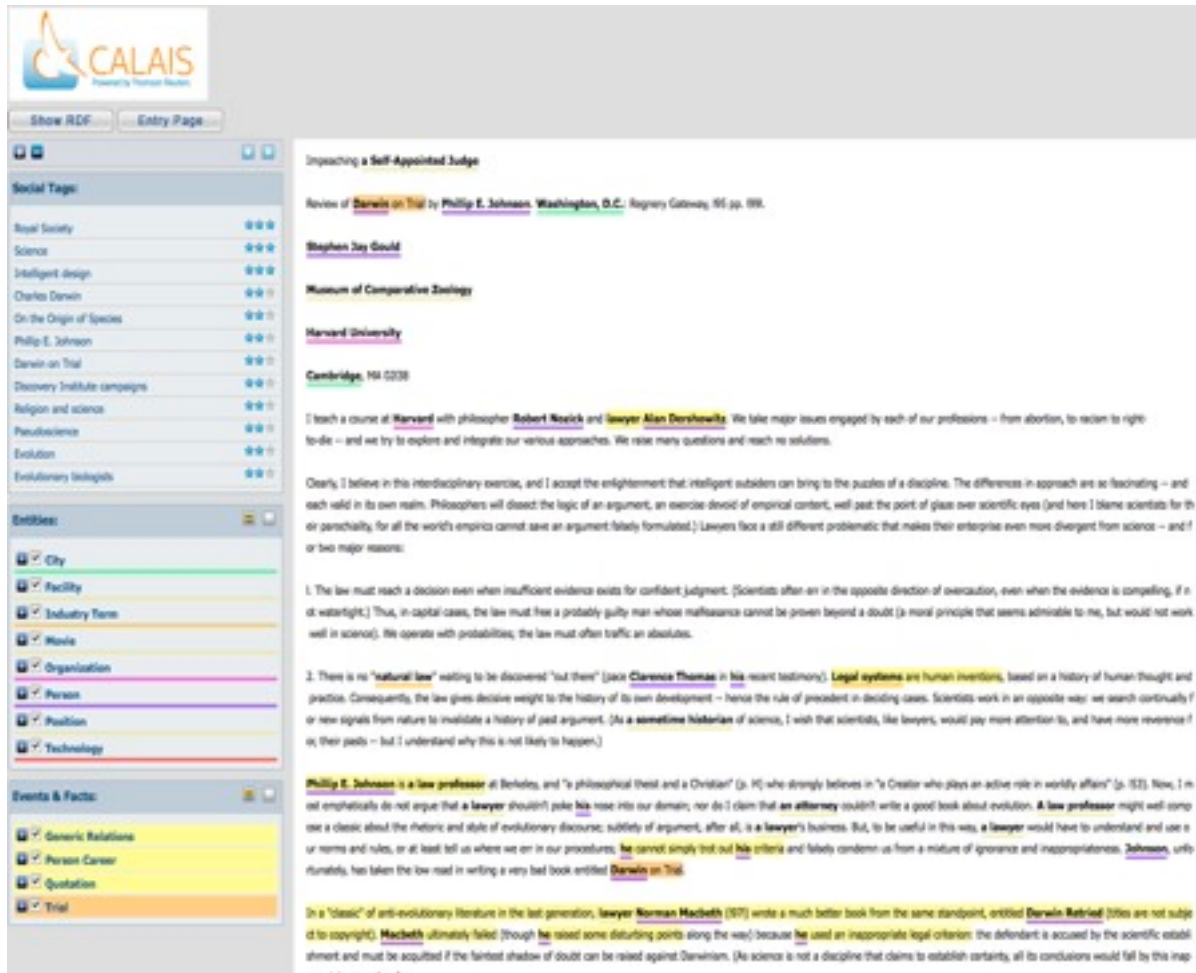 CALAIS
Powered by Thomson Reuters
Show RDF
Entry Page
Social Tags:
Royal Society
Science
Intelligent design
Charles Darwin
On the Origin of Species
Phillip E. Johnson
Darwin on Trial
Discovery Institute campaigns
Religion and science
Pseudoscience
Evolution
Evolutionary biologists
Entities:
City
Facility
Industry Term
Movie
Organization
Person
Position
Technology
Events & Facts:
Generic Relations
Person Career
Quotation
Trial
Impeaching a Self-Appointed Judge
Review of Darwin on Trial by Phillip E. Johnson. Washington, D.C.: Regnery Gateway, 195 pp. 1991.
Stephen Jay Gould
Museum of Comparative Zoology
Harvard University
Cambridge, MA 0238
I teach a course at Harvard with philosopher Robert Nozick and lawyer Alan Dershowitz. We take major issues engaged by each of our professions -- from abortion, to racism to right-
to-die -- and we try to explore and integrate our various approaches. We raise many questions and reach no solutions.
Clearly, I believe in this interdisciplinary exercise, and I accept the enlightenment that intelligent outsiders can bring to the puzzles of a discipline. The differences in approach are so fascinating -- and
each valid in its own realm. Philosophers will dissect the logic of an argument, an exercise devoid of empirical content, well past the point of glaze over scientific eyes (and here I blame scientists for th
eir parochiality, for all the world's empirics cannot save an argument falsely formulated.) Lawyers face a still different problematic that makes their enterprise even more divergent from science -- and f
or two major reasons:
1. The law must reach a decision even when insufficient evidence exists for confident judgment. (Scientists often err in the opposite direction of overcaution, even when the evidence is compelling, if n
ot watertight.) Thus, in capital cases, the law must free a probably guilty man whose malfeasance cannot be proven beyond a doubt (a moral principle that seems admirable to me, but would not work
well in science). We operate with probabilities; the law must often traffic an absolutes.
2. There is no "natural law" waiting to be discovered "out there" (pace Clarence Thomas in his recent testimony). Legal systems are human inventions, based on a history of human thought and
practice. Consequently, the law gives decisive weight to the history of its own development -- hence the rule of precedent in deciding cases. Scientists work in an opposite way: we search continually f
or new signals from nature to invalidate a history of past argument. (As a sometime historian of science, I wish that scientists, like lawyers, would pay more attention to, and have more reverence f
or, their pasts -- but I understand why this is not likely to happen.)
Phillip E. Johnson is a law professor at Berkeley, and "a philosophical theist and a Christian" (p. 14) who strongly believes in "a Creator who plays an active role in worldly affairs" (p. 153). Now, I m
ost emphatically do not argue that a lawyer shouldn't poke his nose into our domain; nor do I claim that an attorney couldn't write a good book about evolution. A law professor might well comp
ose a classic about the rhetoric and style of evolutionary discourse; subtlety of argument, after all, is a lawyer's business. But, to be useful in this way, a lawyer would have to understand and use o
ur norms and rules, or at least tell us where we err in our procedures; he cannot simply trot out his criteria and falsely condemn us from a mixture of ignorance and inappropriateness. Johnson, unfo
rtunately, has taken the low road in writing a very bad book entitled Darwin on Trial.
In a "classic" of anti-evolutionary literature in the last generation, lawyer Norman Macbeth (1971) wrote a much better book from the same standpoint, entitled Darwin Retried (titles are not subje
ct to copyright). Macbeth ultimately failed (though he raised some disturbing points along the way) because he used an inappropriate legal criterion: the defendant is accused by the scientific establi
shment and must be acquitted if the faintest shadow of doubt can be raised against Darwinism. (As science is not a discipline that claims to establish certainty, all its conclusions would fall by this inap